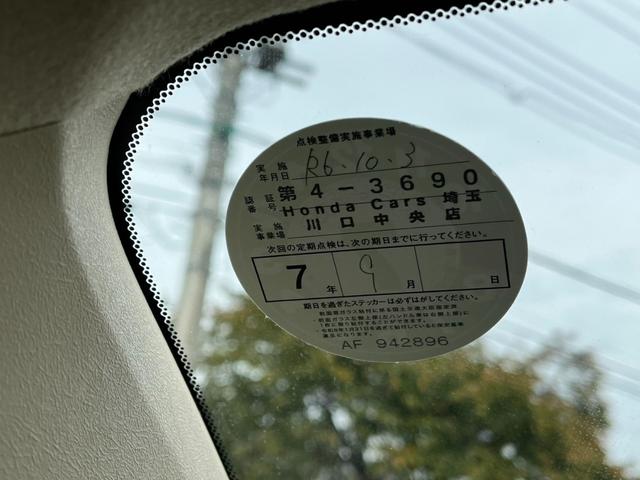 点検整備実施事業場
実施年月日 R6.10.3
認証番号 第4-3690
実施事業場 Honda Cars 埼玉
川口中央店
次回の定期点検は、次の期日までに行ってください。
7年 9月 日
期日を過ぎたステッカーは必ずはがしてください。
AF 942896